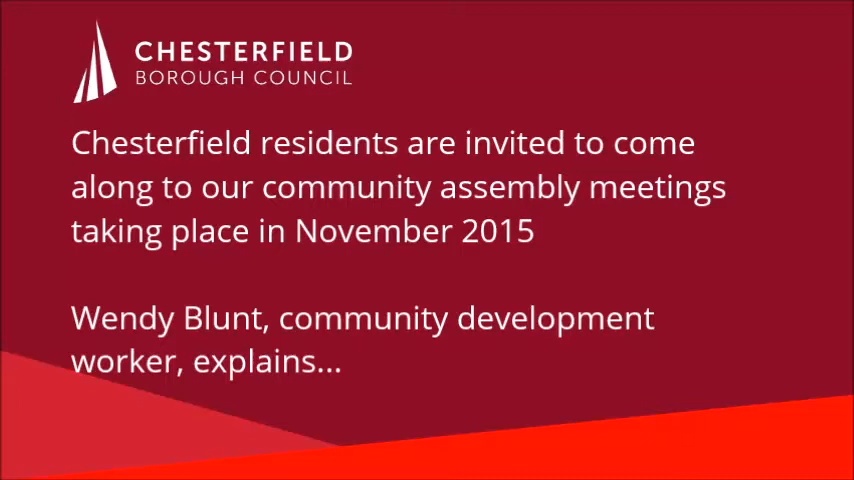 CHESTERFIELD
BOROUGH COUNCIL
Chesterfield residents are invited to come
along to our community assembly meetings
taking place in November 2015
Wendy Blunt, community development
worker, explains...